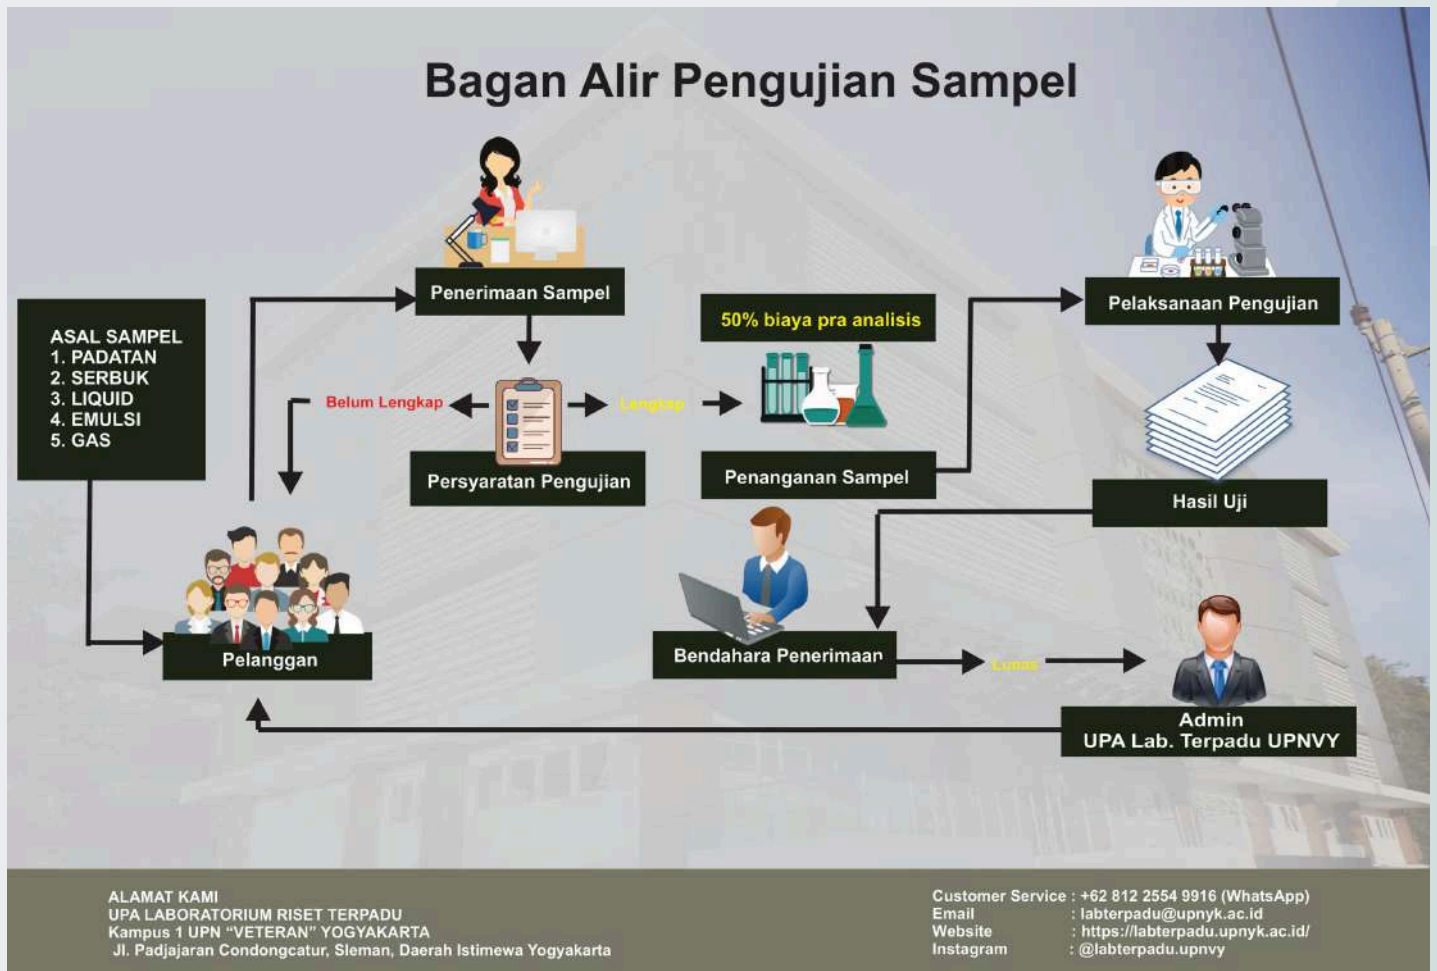 Bagan Alir Pengujian Sampel
Penerimaan Sampel
Pelaksanaan Pengujian
50% biaya pra analisis
ASAL SAMPEL
1. PADATAN
2. SERBUK
3. LIQUID
4. EMULSI
5. GAS
Belum Lengkap
Lengkap
Persyaratan Pengujian
Penanganan Sampel
Hasil Uji
Pelanggan
Bendahara Penerimaan
Lunas
Admin
UPA Lab. Terpadu UPNVY
ALAMAT KAMI
UPA LABORATORIUM RISET TERPADU
Kampus 1 UPN “VETERAN” YOGYAKARTA
Jl. Padjajaran Condongcatur, Sleman, Daerah Istimewa Yogyakarta
Customer Service : +62 812 2554 9916 (WhatsApp)
Email : labterpadu@upnyk.ac.id
Website : https://labterpadu.upnyk.ac.id/
Instagram : @labterpadu.upnvy